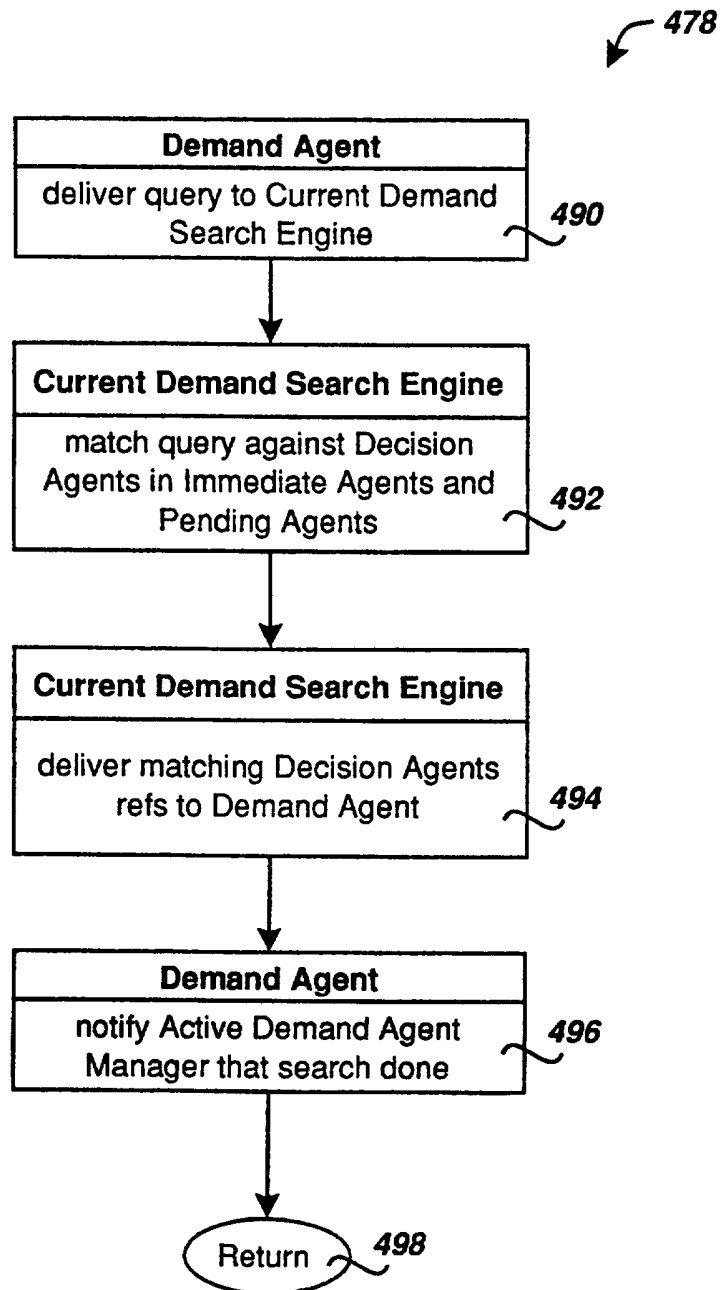 478
Demand Agent
deliver query to Current Demand
Search Engine
490
Current Demand Search Engine
match query against Decision
Agents in Immediate Agents and
Pending Agents
492
Current Demand Search Engine
deliver matching Decision Agents
refs to Demand Agent
494
Demand Agent
notify Active Demand Agent
Manager that search done
496
Return
498